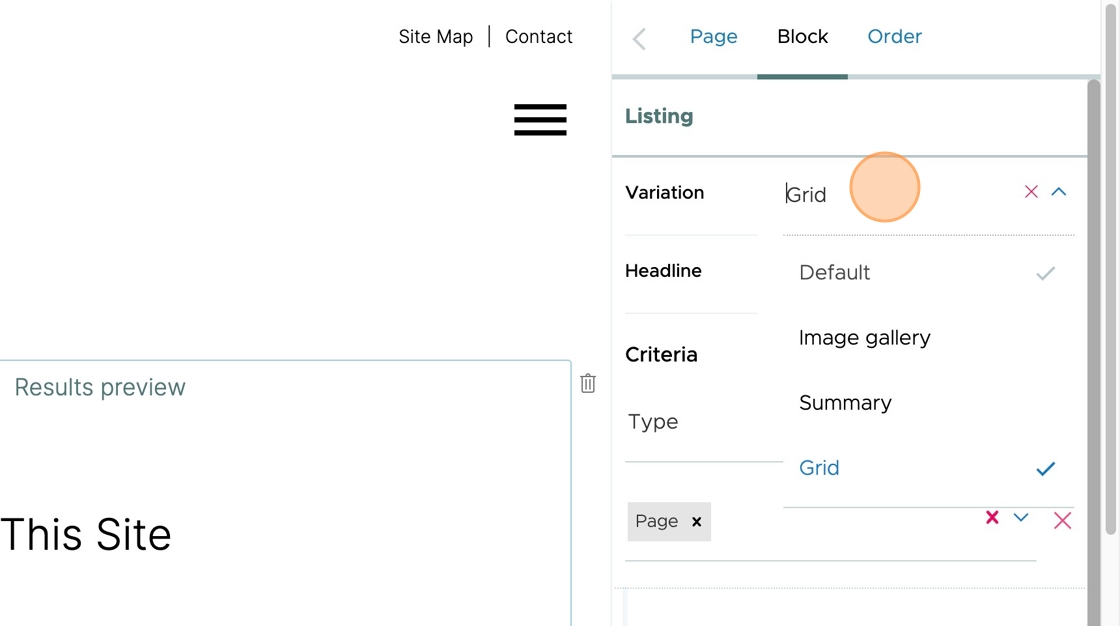 Site Map | Contact
Page Block Order
Listing
Variation Grid
Default
Headline
Image gallery
Criteria
Summary
Type
Grid
Page x
Results preview
This Site